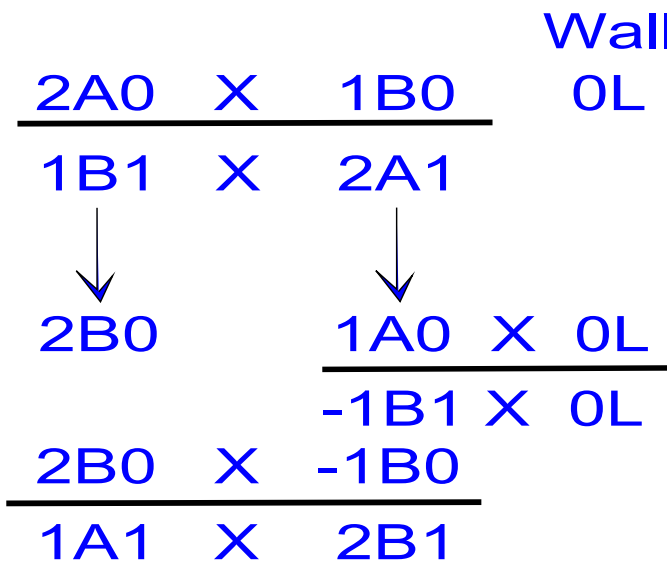 Wall
2A0 X 1B0 0L
1B1 X 2A1
2B0 1A0 X 0L
-1B1 X 0L
2B0 X -1B0
1A1 X 2B1